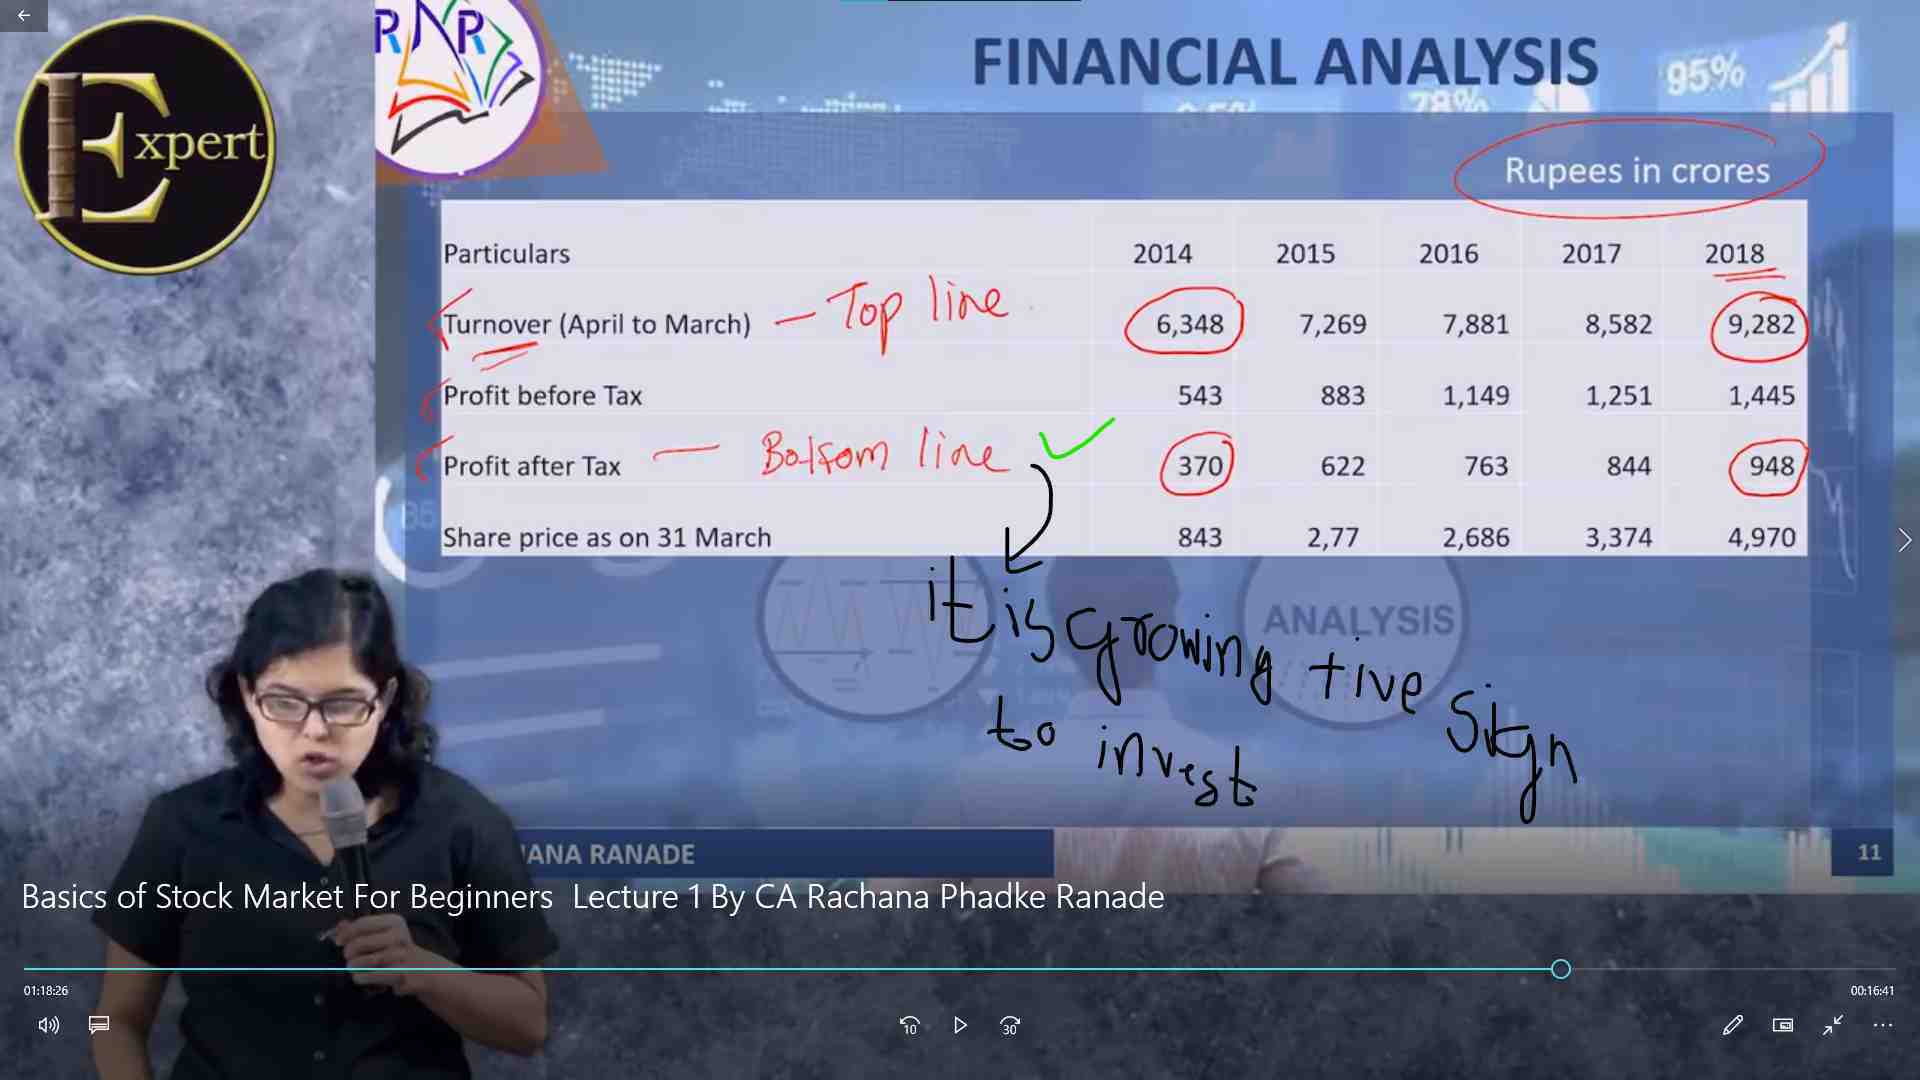 Expert
RNR
FINANCIAL ANALYSIS
95%
78%
Rupees in crores
Particulars 2014 2015 2016 2017 2018
Turnover (April to March) — Top line 6,348 7,269 7,881 8,582 9,282
Profit before Tax 543 883 1,149 1,251 1,445
Profit after Tax — Bottom line 370 622 763 844 948
Share price as on 31 March 843 2,77 2,686 3,374 4,970
ANALYSIS
it is growing +ive sign
to invest
ANA RANADE
11
Basics of Stock Market For Beginners Lecture 1 By CA Rachana Phadke Ranade
01:18:26
00:16:41
10
30